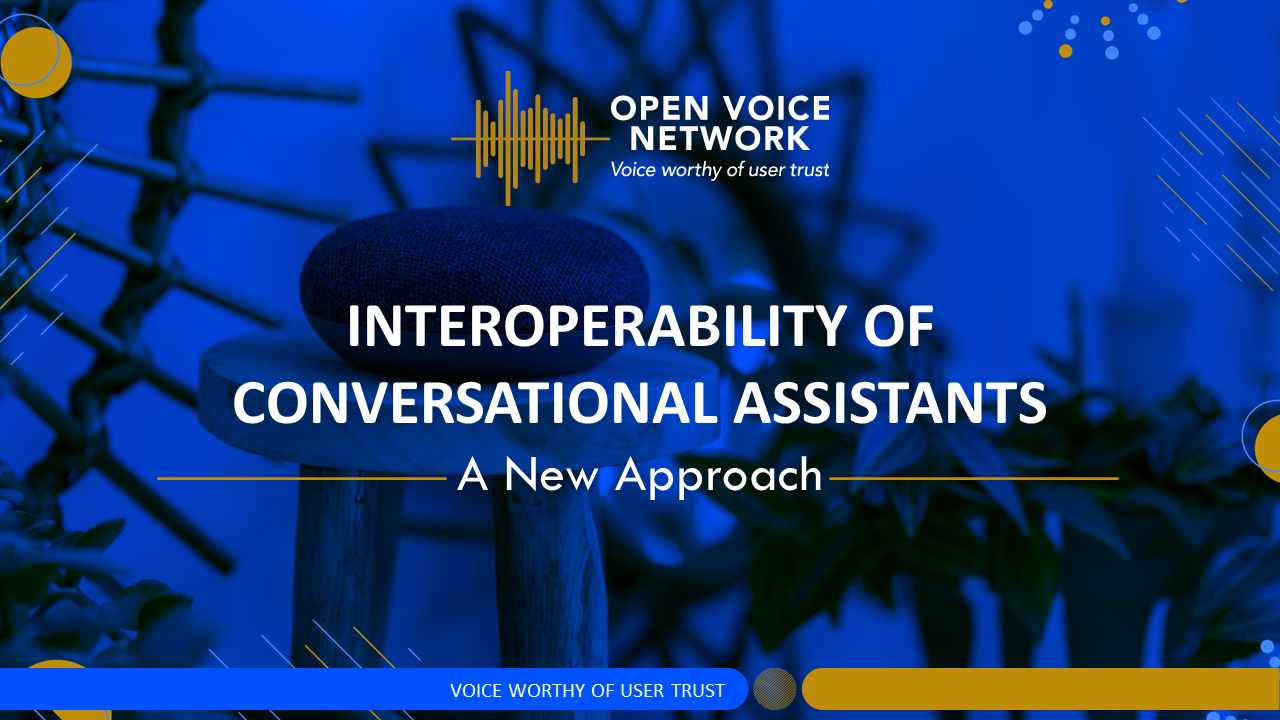 OPEN VOICE
NETWORK
Voice worthy of user trust
INTEROPERABILITY OF
CONVERSATIONAL ASSISTANTS
A New Approach
VOICE WORTHY OF USER TRUST